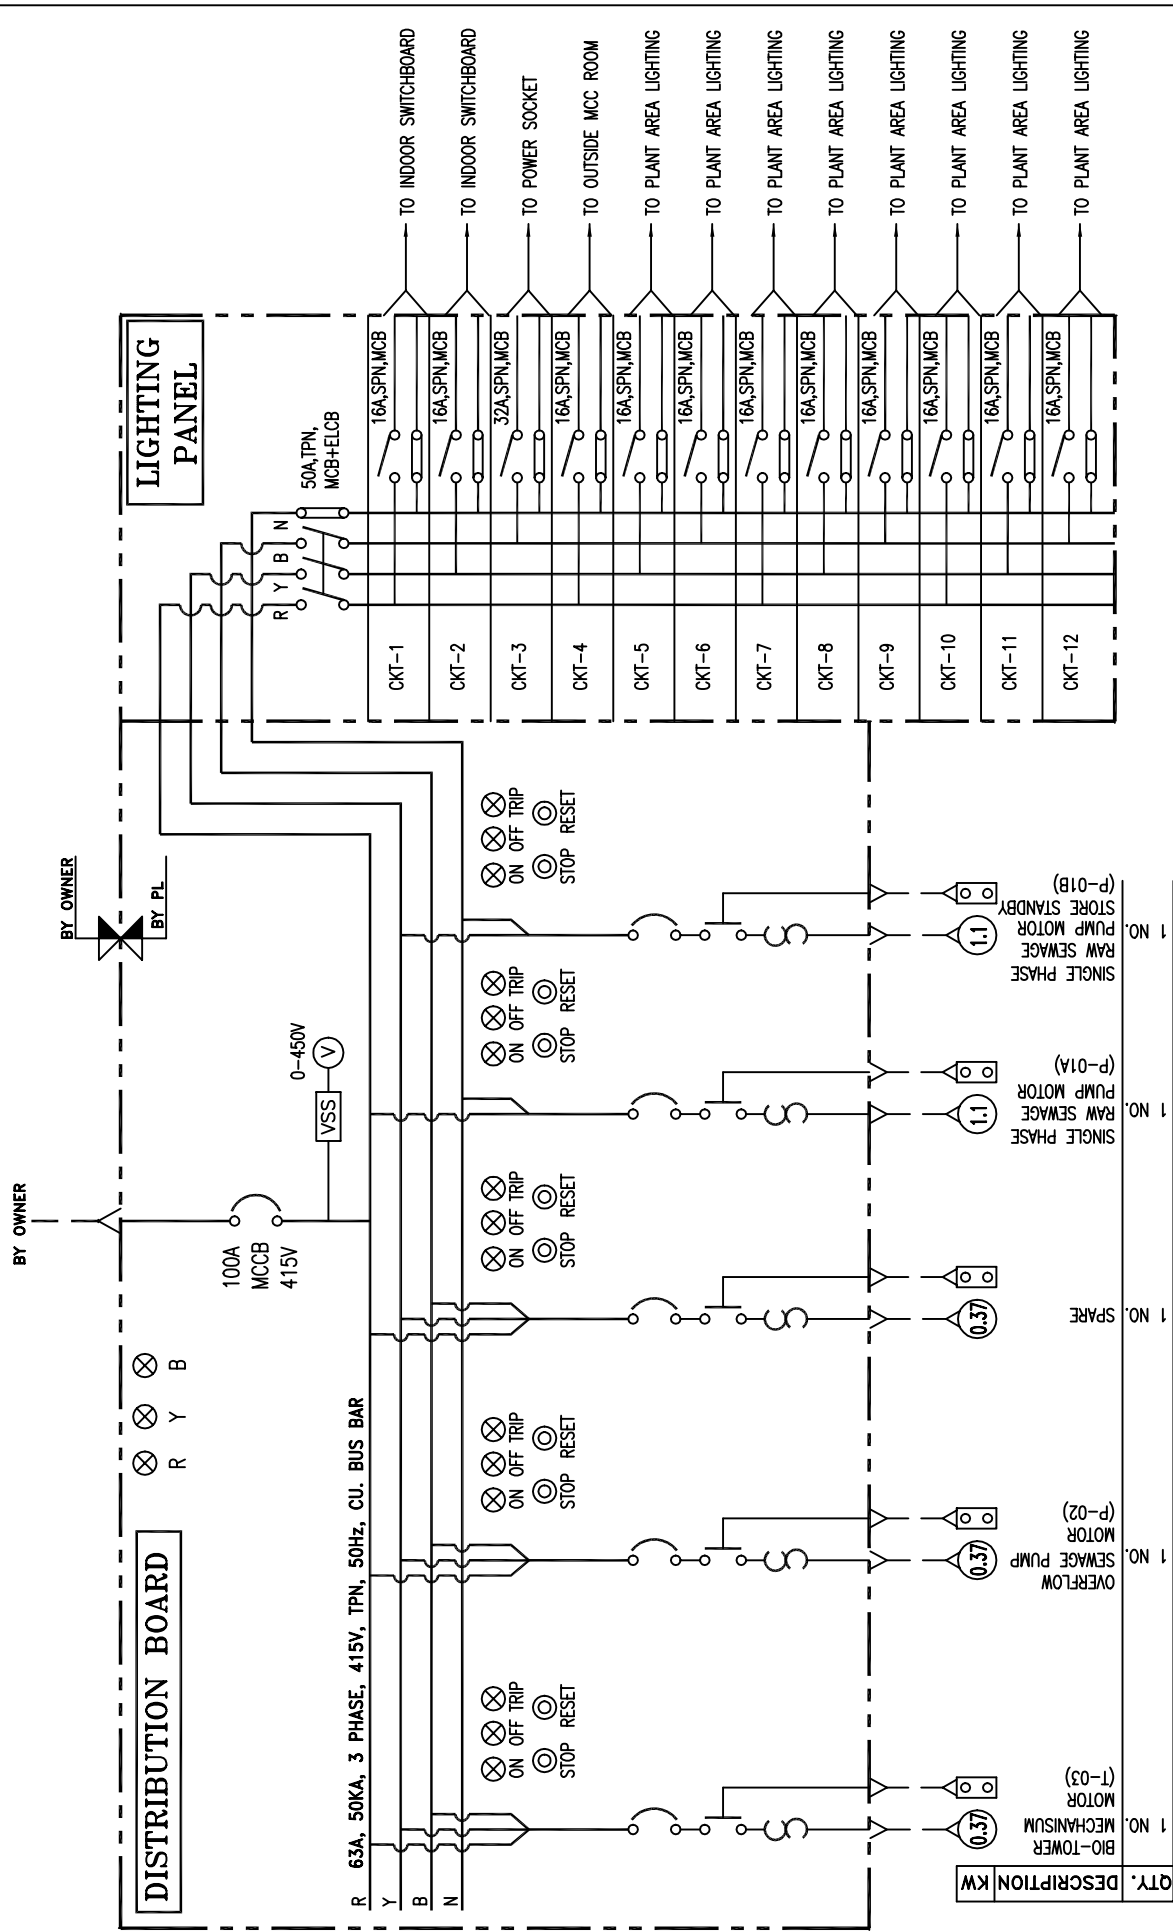 BY OWNER
BY OWNER
BY PL
DISTRIBUTION BOARD
R
Y
B
100A
MCCB
415V
VSS
V
0-450V
R
Y
B
N
63A, 50KA, 3 PHASE, 415V, TPN, 50Hz, CU. BUS BAR
ON OFF TRIP
STOP RESET
ON OFF TRIP
STOP RESET
ON OFF TRIP
STOP RESET
ON OFF TRIP
STOP RESET
ON OFF TRIP
STOP RESET
0.37
0.37
0.37
1.1
1.1
KW
DESCRIPTION
QTY.
BIO-TOWER
MECHANISUM
MOTOR
(T-03)
1 NO.
OVERFLOW
SEWAGE PUMP
MOTOR
(P-02)
1 NO.
SPARE
1 NO.
SINGLE PHASE
RAW SEWAGE
PUMP MOTOR
(P-01A)
1 NO.
SINGLE PHASE
RAW SEWAGE
PUMP MOTOR
STORE STANDBY
(P-01B)
1 NO.
LIGHTING
PANEL
R
Y
B
N
50A,TPN,
MCB+ELCB
CKT-1
16A,SPN,MCB
TO INDOOR SWITCHBOARD
CKT-2
16A,SPN,MCB
TO INDOOR SWITCHBOARD
CKT-3
32A,SPN,MCB
TO POWER SOCKET
CKT-4
16A,SPN,MCB
TO OUTSIDE MCC ROOM
CKT-5
16A,SPN,MCB
TO PLANT AREA LIGHTING
CKT-6
16A,SPN,MCB
TO PLANT AREA LIGHTING
CKT-7
16A,SPN,MCB
TO PLANT AREA LIGHTING
CKT-8
16A,SPN,MCB
TO PLANT AREA LIGHTING
CKT-9
16A,SPN,MCB
TO PLANT AREA LIGHTING
CKT-10
16A,SPN,MCB
TO PLANT AREA LIGHTING
CKT-11
16A,SPN,MCB
TO PLANT AREA LIGHTING
CKT-12
16A,SPN,MCB
TO PLANT AREA LIGHTING